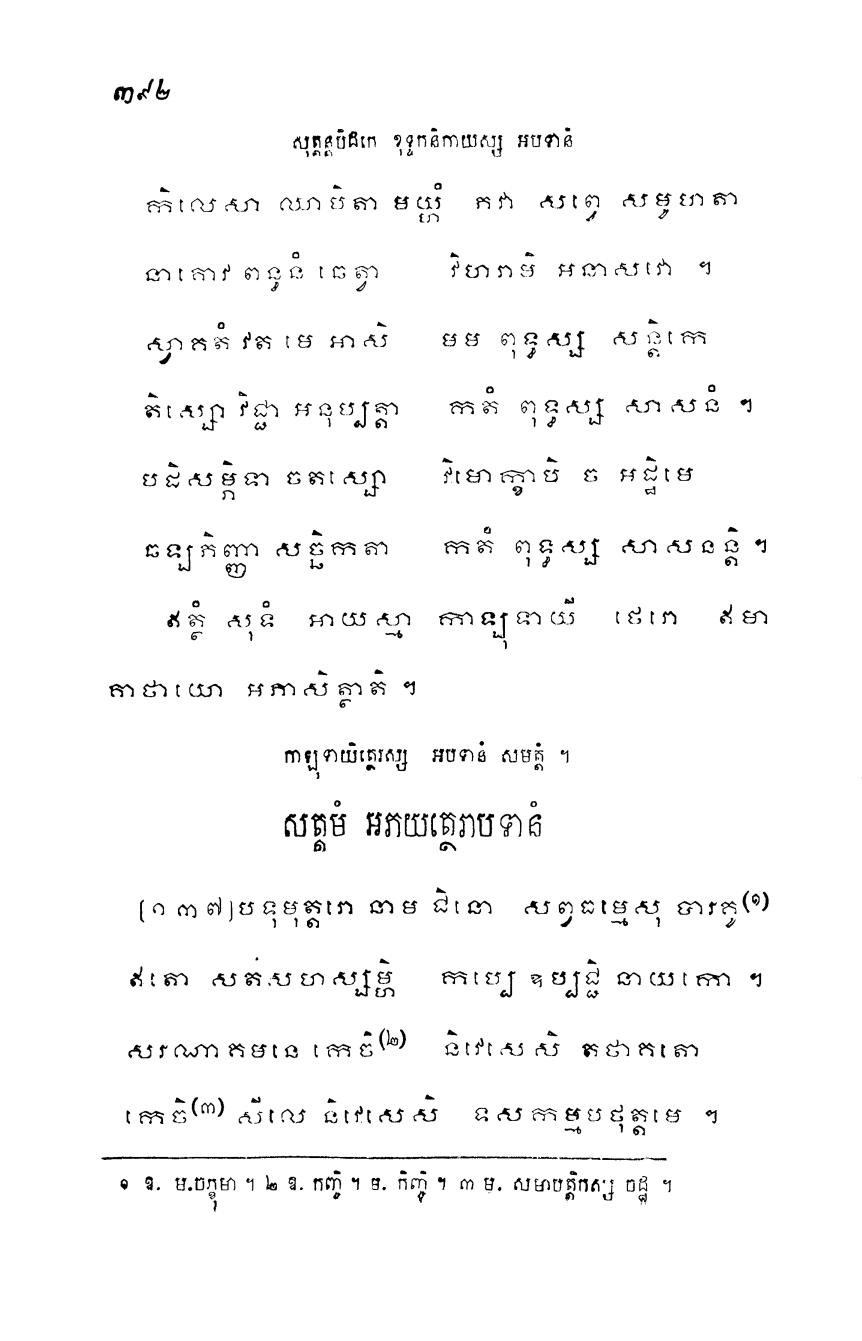 ៣៩២
សុត្តន្តបិដកេ ខុទ្ទកនិកាយស្ស អបទានំ
កិលេសា ឈាបិតា មយ្ហំ ភវា សព្វេ សមូហតា
នាគោវ ពន្ធនំ ឆេត្វា វិហរាមិ អនាសវោ ។
ស្វាគតំ វត មេ អាសិ មម ពុទ្ធស្ស សន្តិកេ
តិស្សោ វិជ្ជា អនុប្បត្តា កតំ ពុទ្ធស្ស សាសនំ ។
បដិសម្ភិទា ចតស្សោ វិមោក្ខាបិ ច អដ្ឋិមេ
ឆឡភិញ្ញា សច្ឆិកតា កតំ ពុទ្ធស្ស សាសនន្តិ ។
ឥត្ថំ សុទំ អាយស្មា កាឡុទាយី ថេរោ ឥមា
គាថាយោ អភាសិត្ថាតិ ។
កាឡុទាយិត្ថេរស្ស អបទានំ សមត្តំ ។
សត្តមំ អភយត្ថេរាបទានំ
[១៣៧] បទុមុត្តរោ នាម ជិនោ សព្វធម្មេសុ បារគូ(១)
ឥតោ សតសហស្សម្ហិ កប្បេ ឧប្បជ្ជិ នាយកោ ។
សរណាគមនេ កេចិ(២) និវេសេសិ តថាគតោ
កេចិ(៣) សីលេ និវេសេសិ ទសកម្មបថុត្តមេ ។
១ ឱ. ម. ចក្ខុមា ។ ២ ឱ. កញ្ចិ ។ ម. កិញ្ចិ ។ ៣ ម. សមាបត្តិកស្ស ចដ្ឋ ។